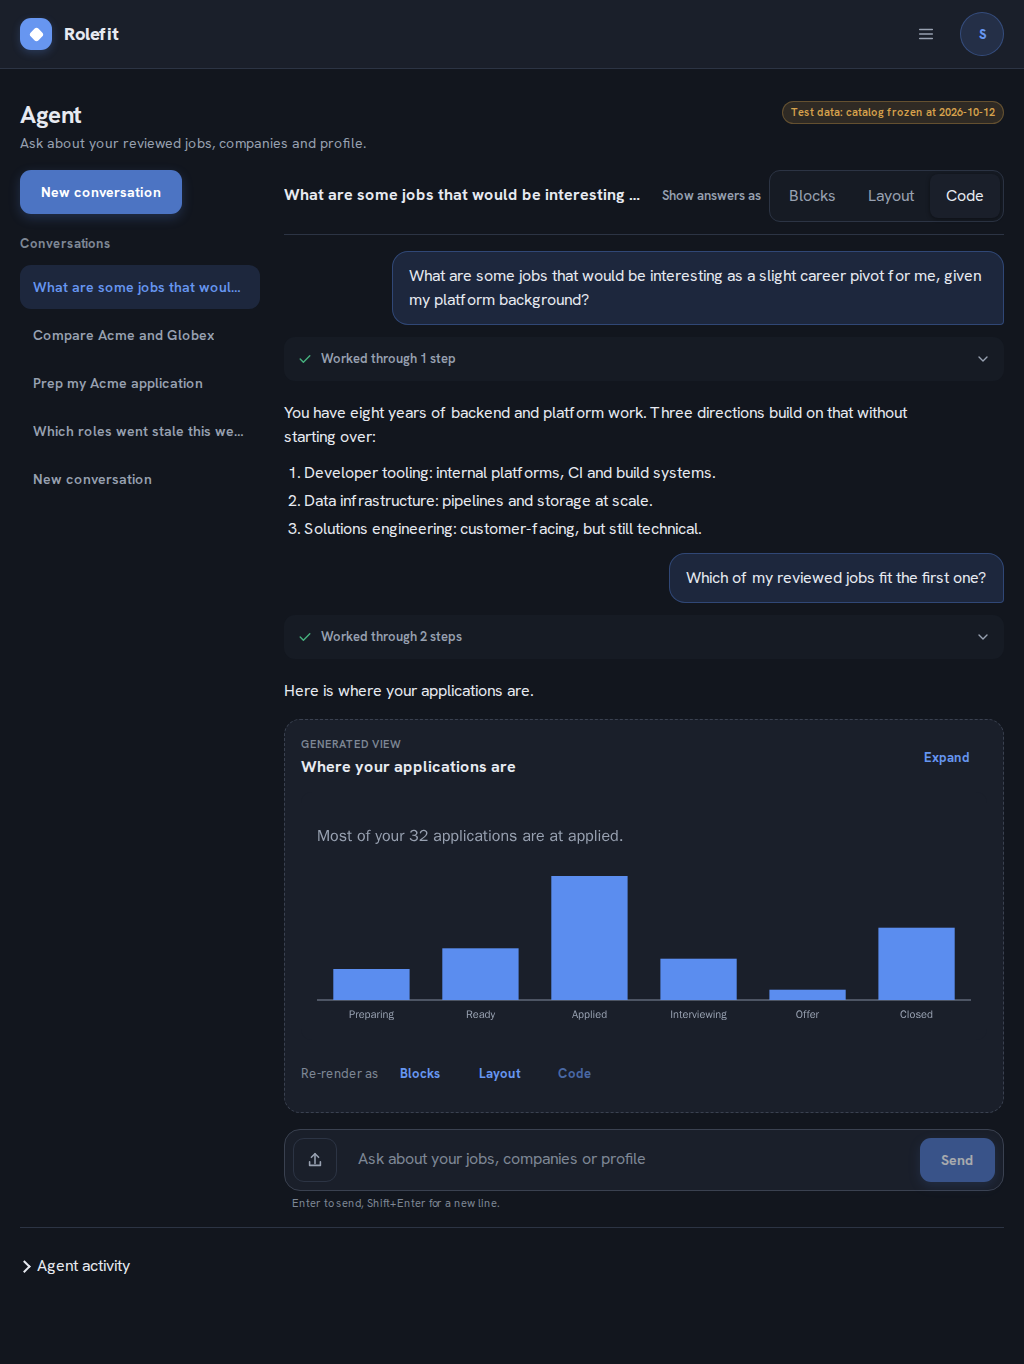 Rolefit
S
Agent
Test data: catalog frozen at 2026-10-12
Ask about your reviewed jobs, companies and profile.
New conversation
Conversations
What are some jobs that woul...
Compare Acme and Globex
Prep my Acme application
Which roles went stale this we...
New conversation
What are some jobs that would be interesting ...
Show answers as
Blocks
Layout
Code
What are some jobs that would be interesting as a slight career pivot for me, given
my platform background?
Worked through 1 step
You have eight years of backend and platform work. Three directions build on that without
starting over:
1. Developer tooling: internal platforms, CI and build systems.
2. Data infrastructure: pipelines and storage at scale.
3. Solutions engineering: customer-facing, but still technical.
Which of my reviewed jobs fit the first one?
Worked through 2 steps
Here is where your applications are.
GENERATED VIEW
Where your applications are
Expand
Most of your 32 applications are at applied.
Preparing
Ready
Applied
Interviewing
Offer
Closed
Re-render as
Blocks
Layout
Code
Ask about your jobs, companies or profile
Send
Enter to send, Shift+Enter for a new line.
Agent activity